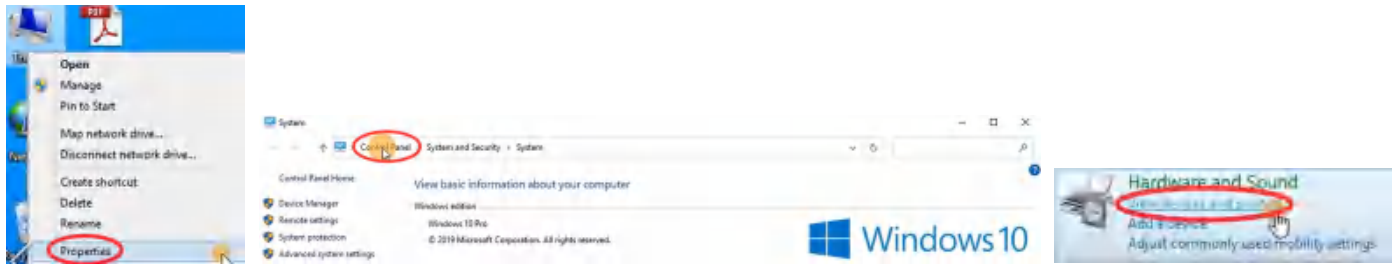 PDF
Open
Manage
Pin to Start
Map network drive...
Disconnect network drive...
Create shortcut
Delete
Rename
Properties
System
Control Panel System and Security › System
Control Panel Home
Device Manager
Remote settings
System protection
Advanced system settings
View basic information about your computer
Windows edition
Windows 10 Pro
© 2019 Microsoft Corporation. All rights reserved.
Windows 10
Hardware and Sound
View devices and
Add a device
Adjust commonly used mobility settings